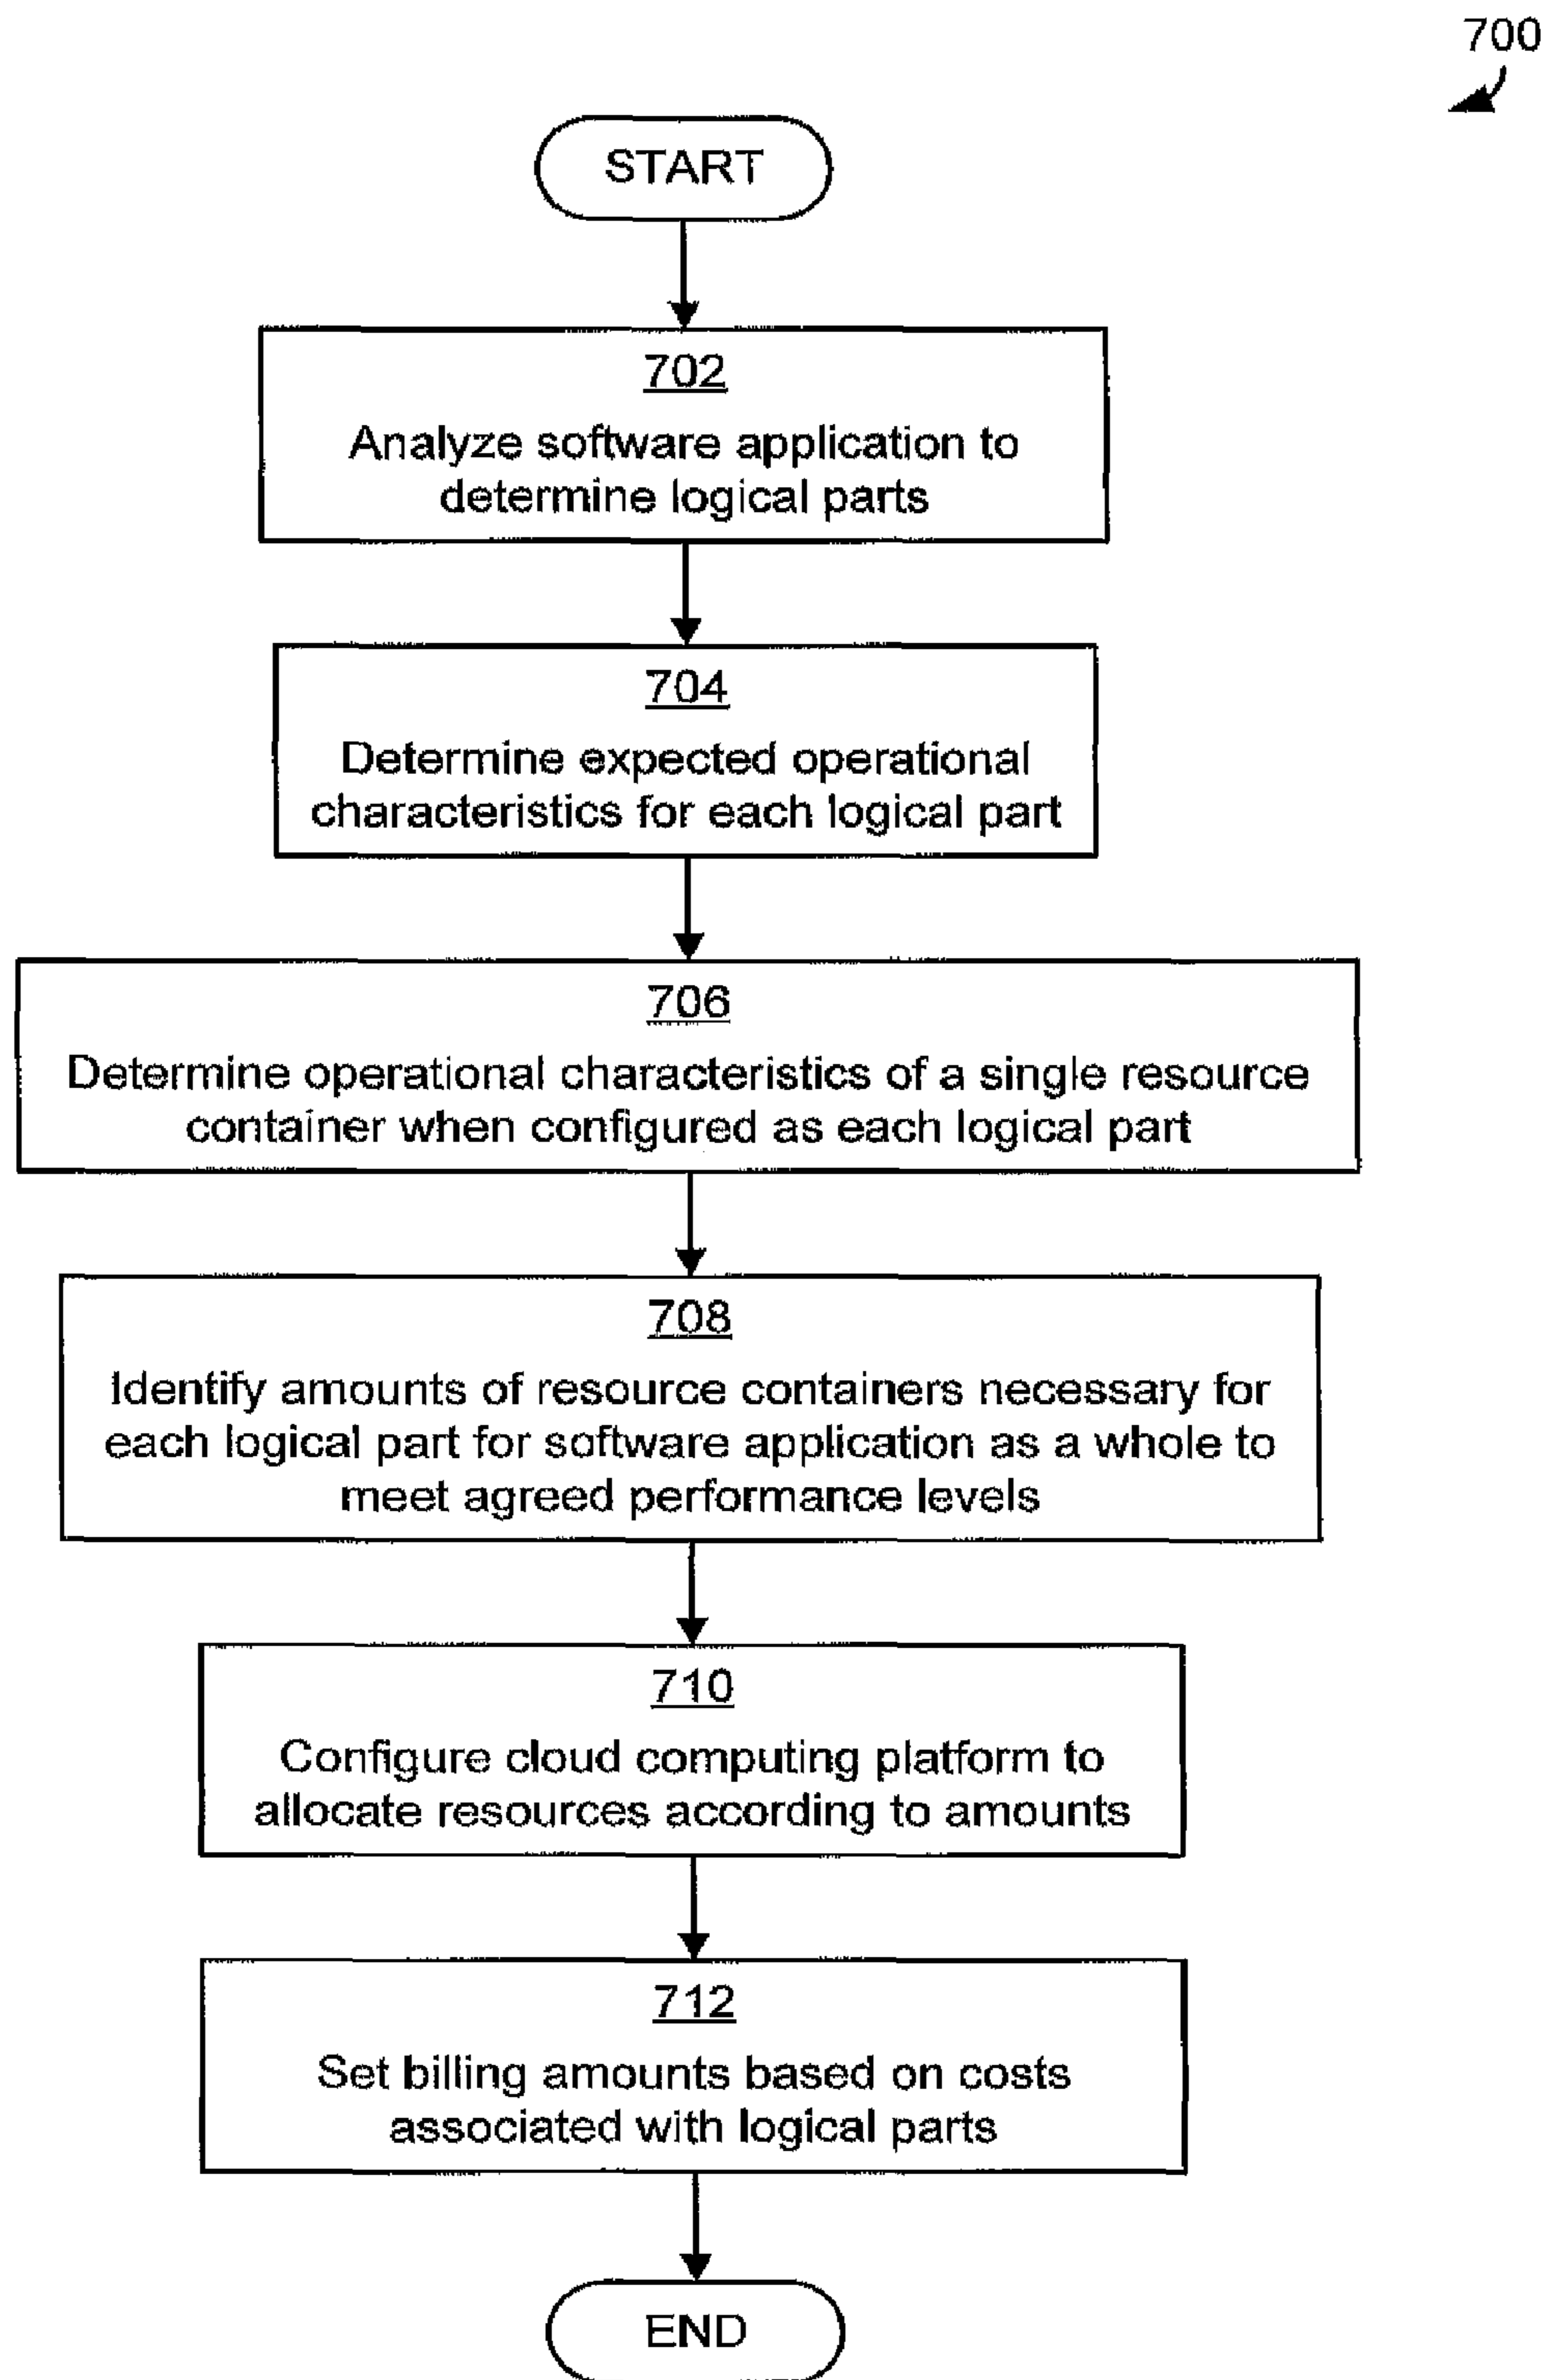 700
START
702
Analyze software application to
determine logical parts
704
Determine expected operational
characteristics for each logical part
706
Determine operational characteristics of a single resource
container when configured as each logical part
708
Identify amounts of resource containers necessary for
each logical part for software application as a whole to
meet agreed performance levels
710
Configure cloud computing platform to
allocate resources according to amounts
712
Set billing amounts based on costs
associated with logical parts
END